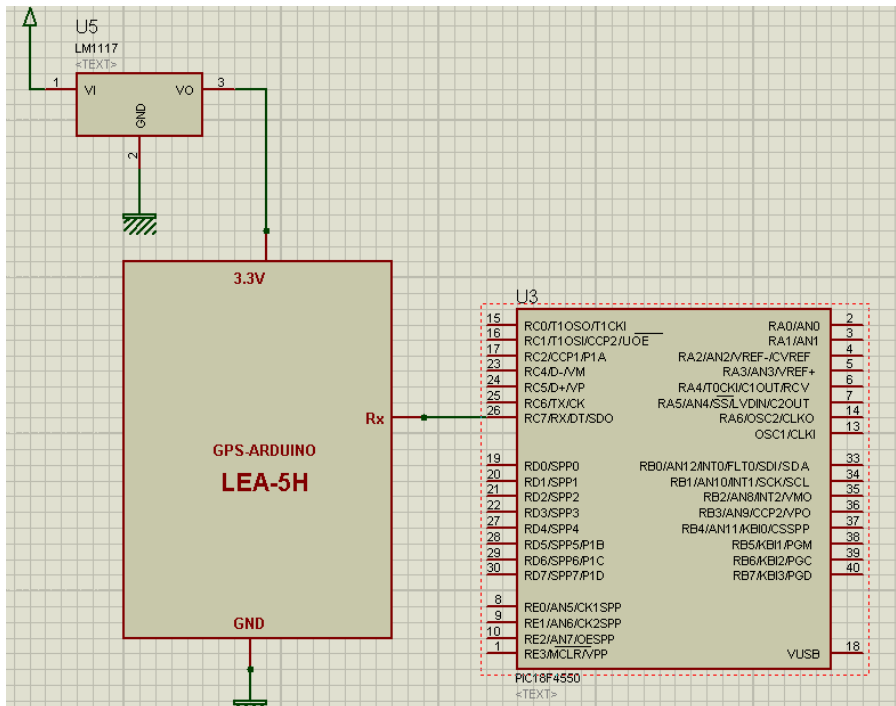 U5
LM1117
<TEXT>
1
VI
VO
3
GND
2
3.3V
Rx
GPS-ARDUINO
LEA-5H
GND
U3
15 RC0/T1OSO/T1CKI
16 RC1/T1OSI/CCP2/UOE
17 RC2/CCP1/P1A
23 RC4/D-/VM
24 RC5/D+/VP
25 RC6/TX/CK
26 RC7/RX/DT/SDO
19 RD0/SPP0
20 RD1/SPP1
21 RD2/SPP2
22 RD3/SPP3
27 RD4/SPP4
28 RD5/SPP5/P1B
29 RD6/SPP6/P1C
30 RD7/SPP7/P1D
8 RE0/AN5/CK1SPP
9 RE1/AN6/CK2SPP
10 RE2/AN7/OESPP
1 RE3/MCLR/VPP
RA0/AN0 2
RA1/AN1 3
RA2/AN2/VREF-/CVREF 4
RA3/AN3/VREF+ 5
RA4/T0CKI/C1OUT/RCV 6
RA5/AN4/SS/LVDIN/C2OUT 7
RA6/OSC2/CLKO 14
OSC1/CLKI 13
RB0/AN12/INT0/FLT0/SDI/SDA 33
RB1/AN10/INT1/SCK/SCL 34
RB2/AN8/INT2/VMO 35
RB3/AN9/CCP2/VPO 36
RB4/AN11/KBI0/CSSPP 37
RB5/KBI1/PGM 38
RB6/KBI2/PGC 39
RB7/KBI3/PGD 40
VUSB 18
PIC18F4550
<TEXT>